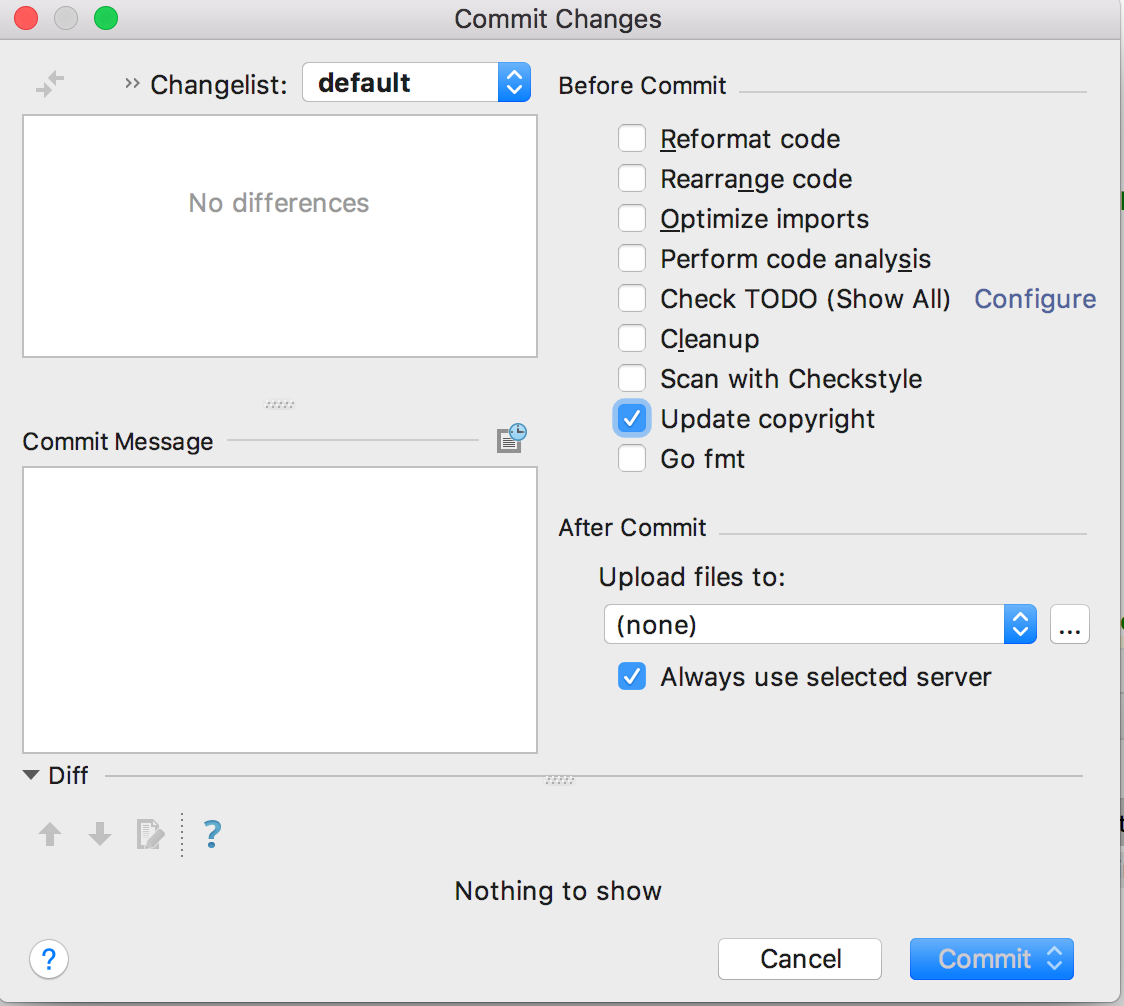 Commit Changes
» Changelist: default
No differences
Commit Message
Before Commit
Reformat code
Rearrange code
Optimize imports
Perform code analysis
Check TODO (Show All) Configure
Cleanup
Scan with Checkstyle
Update copyright
Go fmt
After Commit
Upload files to:
(none) ...
Always use selected server
Diff
?
Nothing to show
? Cancel Commit